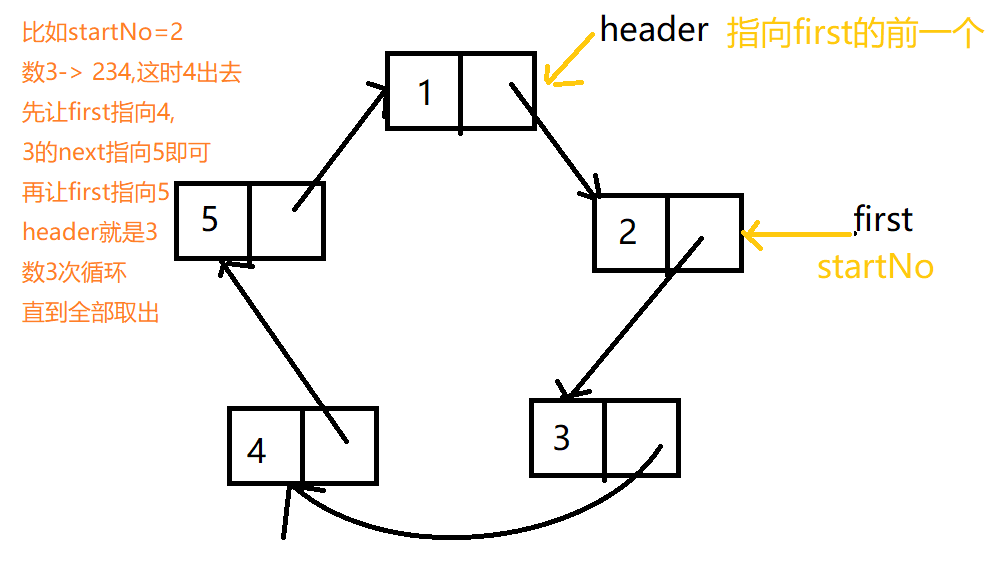 比如startNo=2
数3-> 234,这时4出去
先让first指向4,
3的next指向5即可
再让first指向5
header就是3
数3次循环
直到全部取出
header 指向first的前一个
1
5
2
first
startNo
4
3